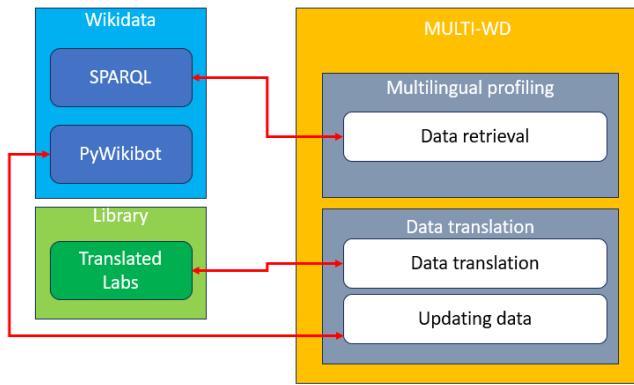 Wikidata
SPARQL
PyWikibot
Library
Translated
Labs
MULTI-WD
Multilingual profiling
Data retrieval
Data translation
Data translation
Updating data